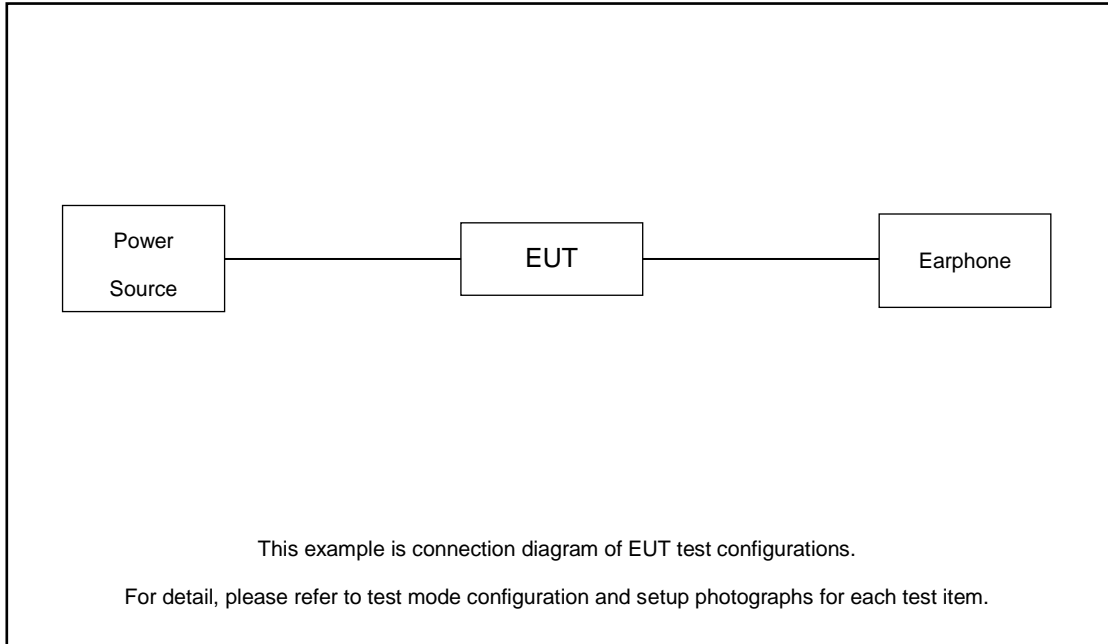 Power
Source
EUT
Earphone
This example is connection diagram of EUT test configurations.
For detail, please refer to test mode configuration and setup photographs for each test item.